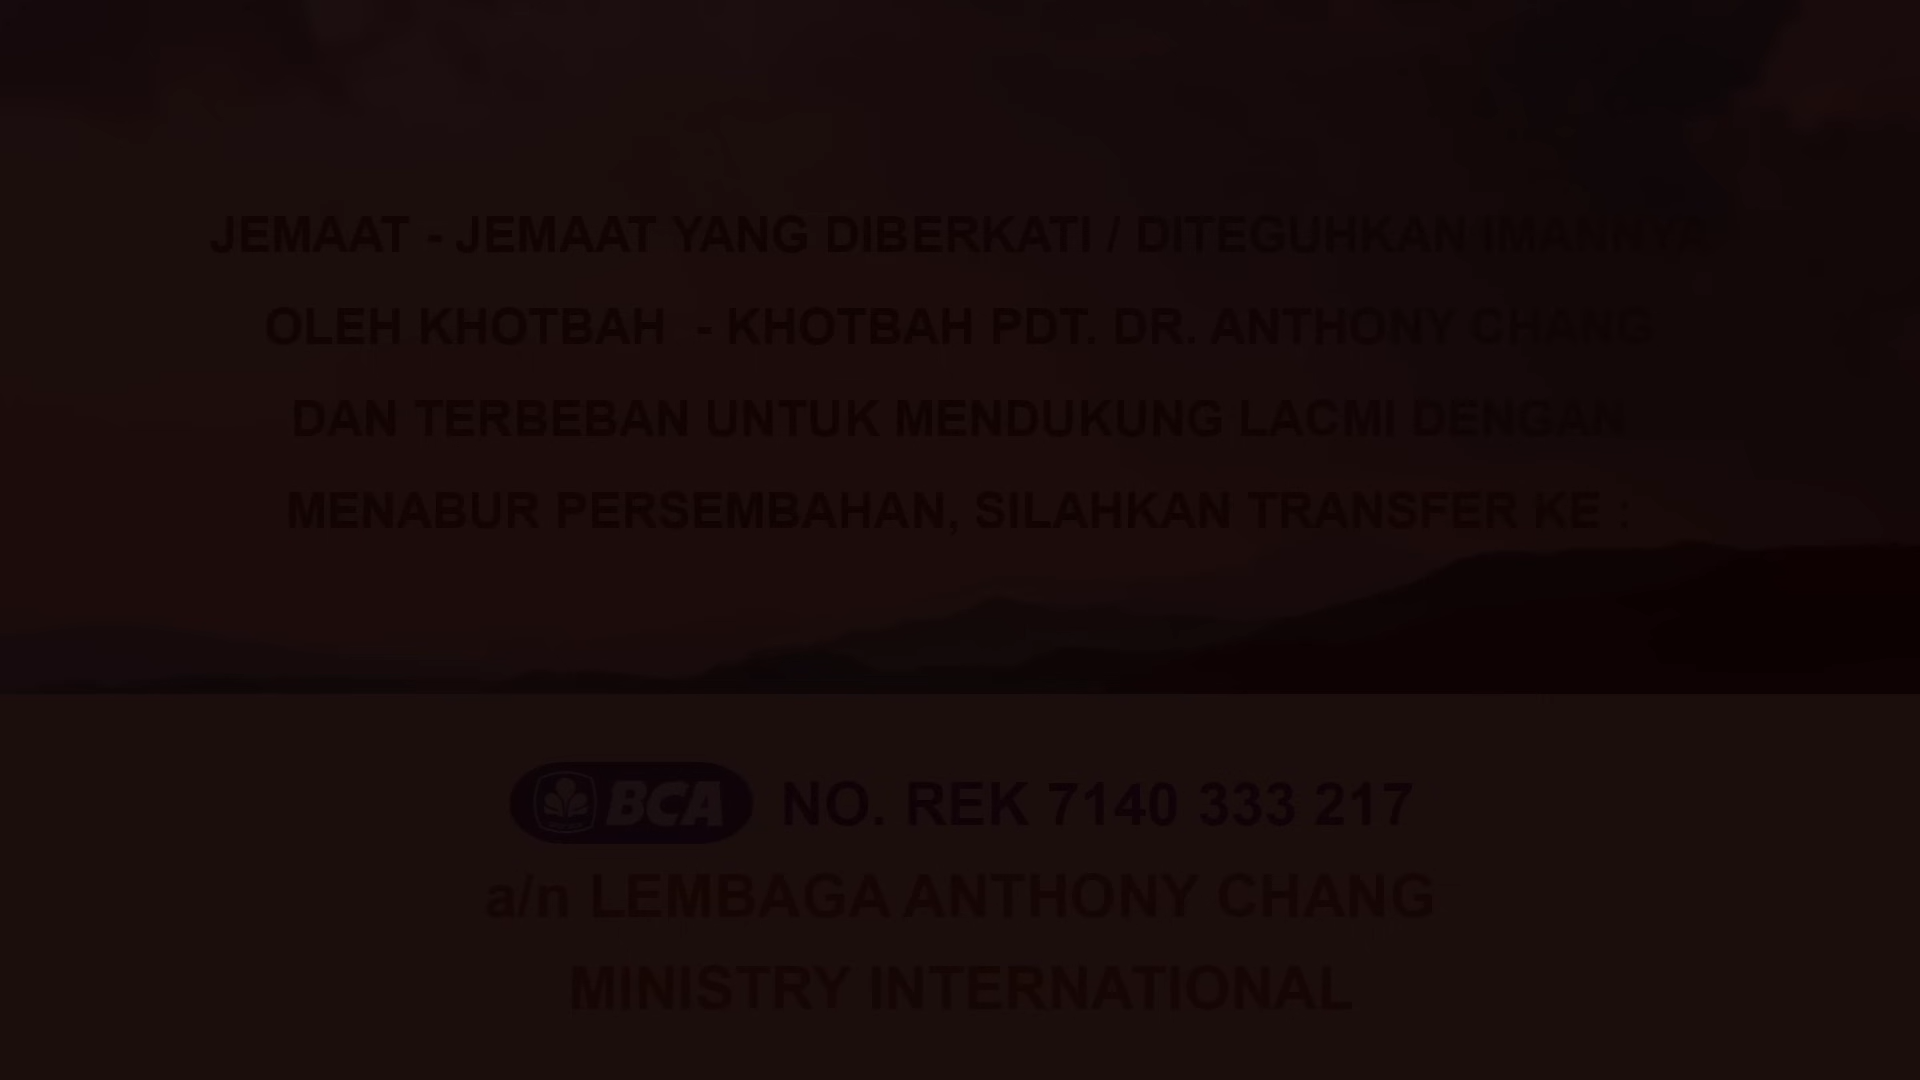 JEMAAT - JEMAAT YANG DIBERKATI / DITEGUHKAN IMANNYA
OLEH KHOTBAH - KHOTBAH PDT. DR. ANTHONY CHANG
DAN TERBEBAN UNTUK MENDUKUNG LACMI DENGAN
MENABUR PERSEMBAHAN, SILAHKAN TRANSFER KE :
BCA NO. REK 7140 333 217
a/n LEMBAGA ANTHONY CHANG
MINISTRY INTERNATIONAL